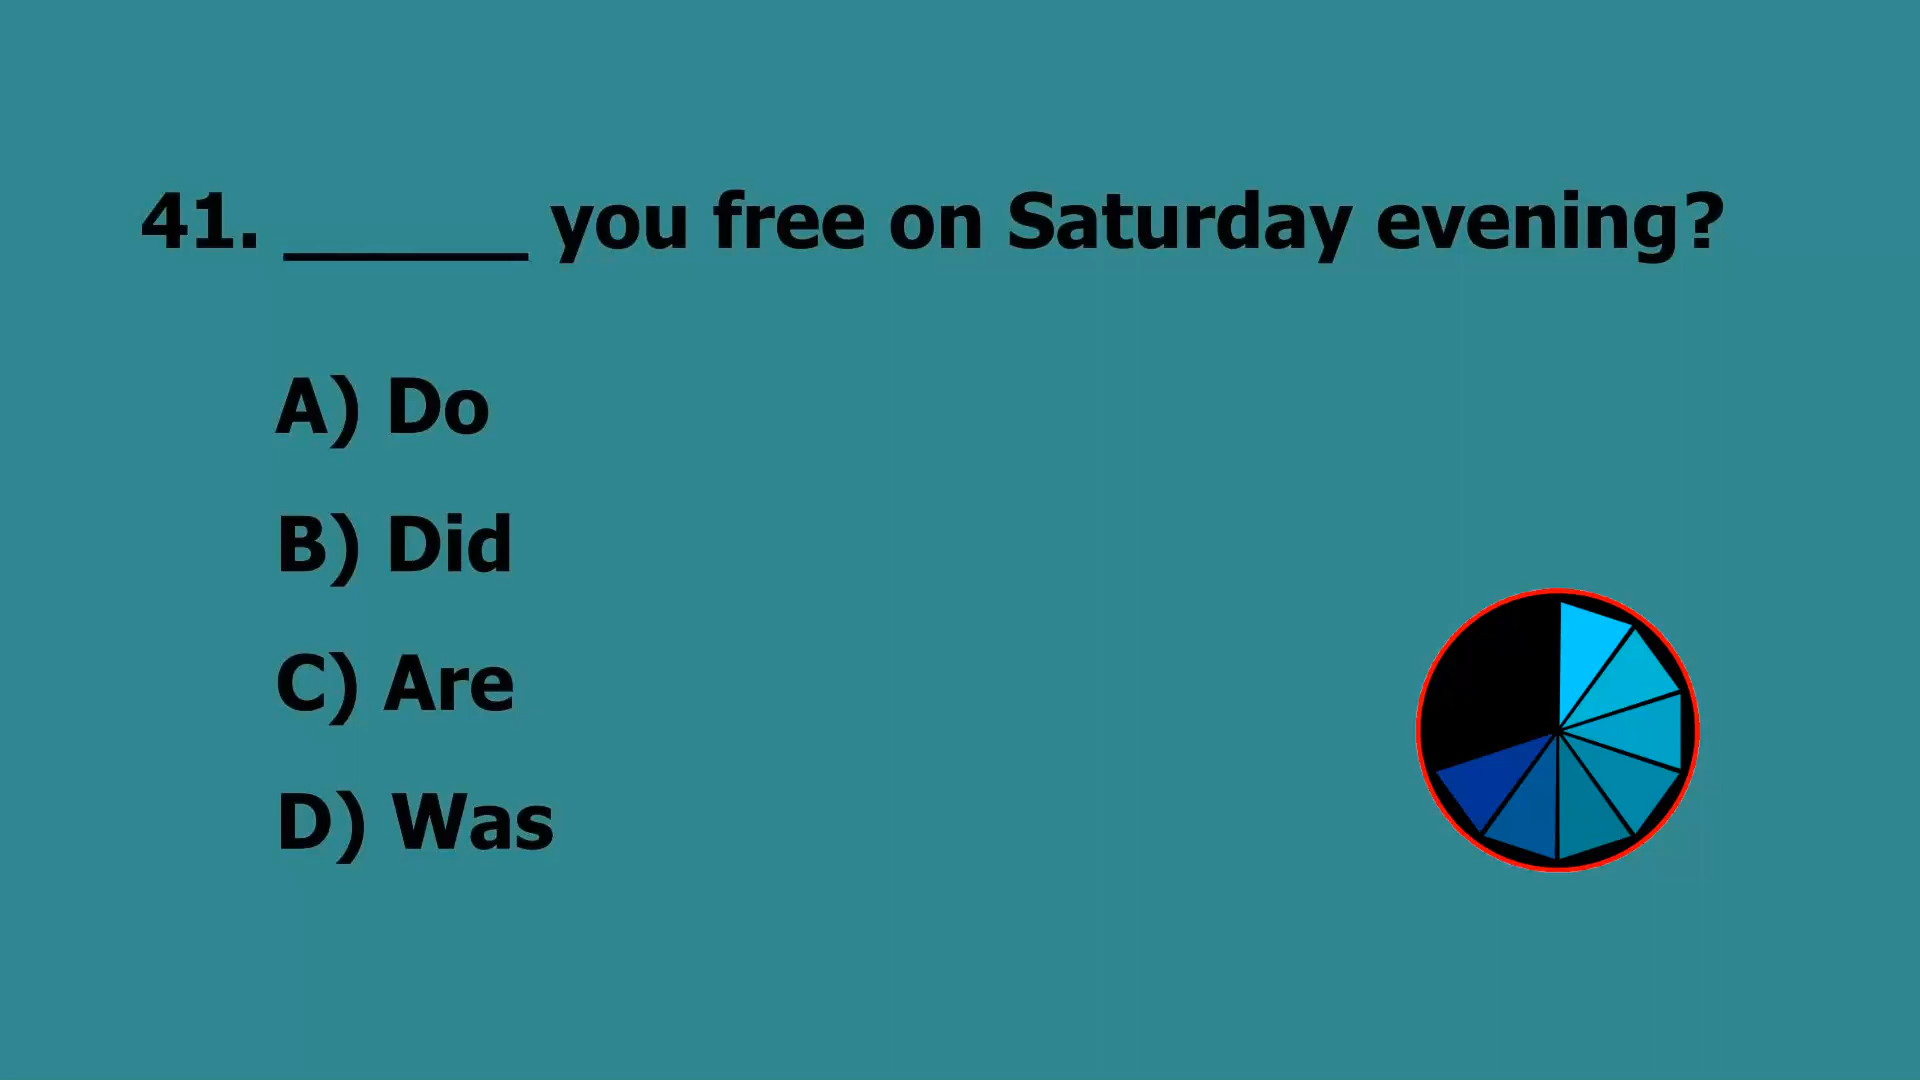 41. ______ you free on Saturday evening?
A) Do
B) Did
C) Are
D) Was